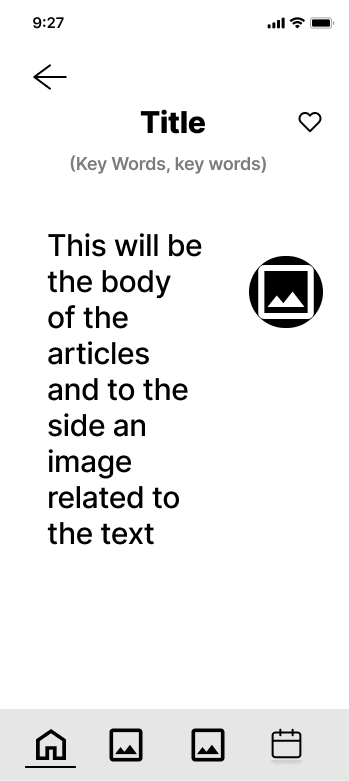 9:27
Title
(Key Words, key words)
This will be
the body
of the
articles
and to the
side an
image
related to
the text